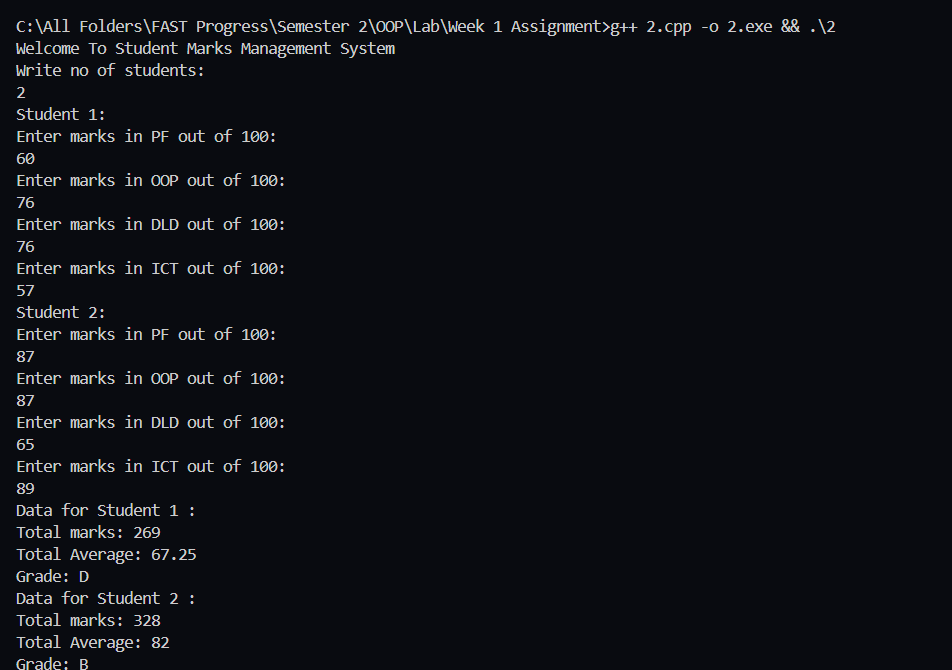 C:\All Folders\FAST Progress\Semester 2\OOP\Lab\Week 1 Assignment>g++ 2.cpp -o 2.exe && .\2
Welcome To Student Marks Management System
Write no of students:
2
Student 1:
Enter marks in PF out of 100:
60
Enter marks in OOP out of 100:
76
Enter marks in DLD out of 100:
76
Enter marks in ICT out of 100:
57
Student 2:
Enter marks in PF out of 100:
87
Enter marks in OOP out of 100:
87
Enter marks in DLD out of 100:
65
Enter marks in ICT out of 100:
89
Data for Student 1 :
Total marks: 269
Total Average: 67.25
Grade: D
Data for Student 2 :
Total marks: 328
Total Average: 82
Grade: B